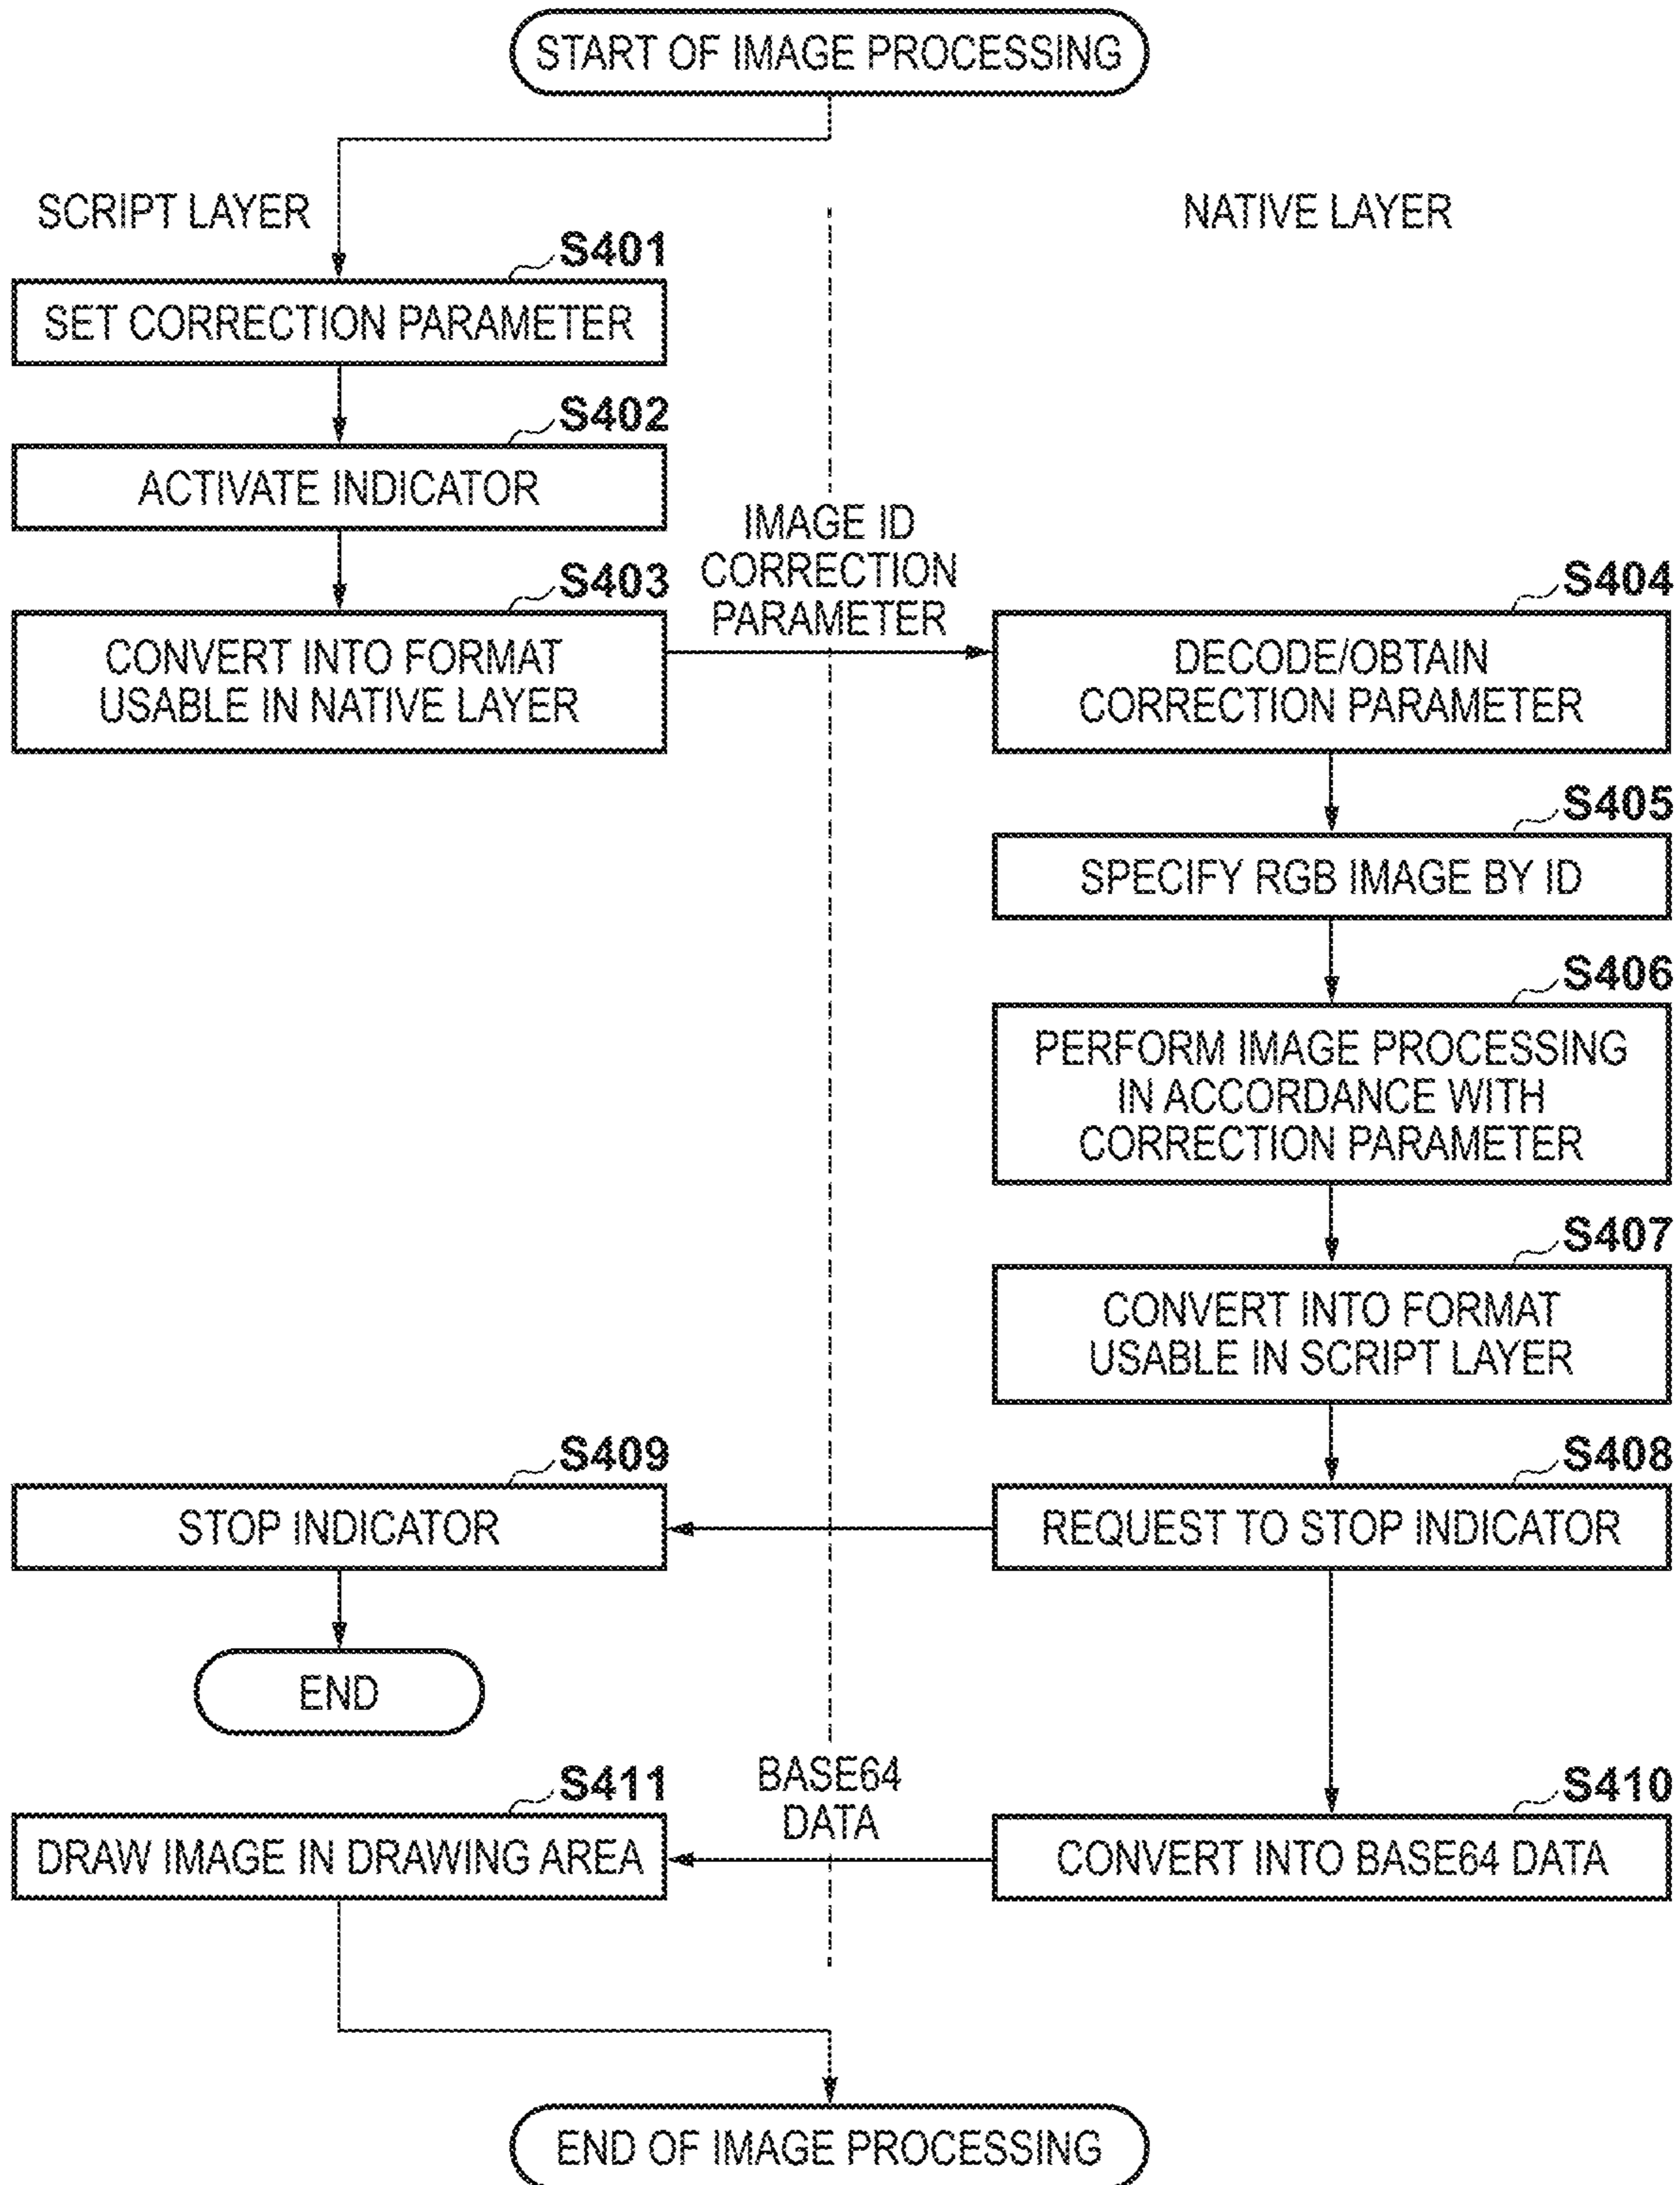 START OF IMAGE PROCESSING
SCRIPT LAYER
NATIVE LAYER
S401
SET CORRECTION PARAMETER
S402
ACTIVATE INDICATOR
S403
CONVERT INTO FORMAT
USABLE IN NATIVE LAYER
IMAGE ID
CORRECTION
PARAMETER
S404
DECODE/OBTAIN
CORRECTION PARAMETER
S405
SPECIFY RGB IMAGE BY ID
S406
PERFORM IMAGE PROCESSING
IN ACCORDANCE WITH
CORRECTION PARAMETER
S407
CONVERT INTO FORMAT
USABLE IN SCRIPT LAYER
S408
REQUEST TO STOP INDICATOR
S409
STOP INDICATOR
END
S410
CONVERT INTO BASE64 DATA
BASE64
DATA
S411
DRAW IMAGE IN DRAWING AREA
END OF IMAGE PROCESSING